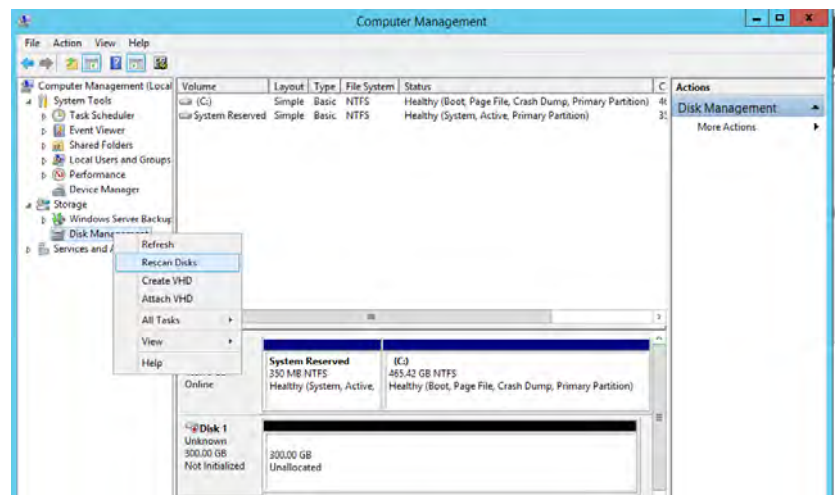 Computer Management
File Action View Help
Computer Management (Local
System Tools
Task Scheduler
Event Viewer
Shared Folders
Local Users and Groups
Performance
Device Manager
Storage
Windows Server Backup
Disk Management
Services and A
Refresh
Rescan Disks
Create VHD
Attach VHD
All Tasks
View
Help
Volume Layout Type File System Status C
(C:) Simple Basic NTFS Healthy (Boot, Page File, Crash Dump, Primary Partition) 4
System Reserved Simple Basic NTFS Healthy (System, Active, Primary Partition) 3
Actions
Disk Management
More Actions
Online
System Reserved
350 MB NTFS
Healthy (System, Active,
(C:)
465.42 GB NTFS
Healthy (Boot, Page File, Crash Dump, Primary Partition)
Disk 1
Unknown
300.00 GB
Not Initialized
300.00 GB
Unallocated